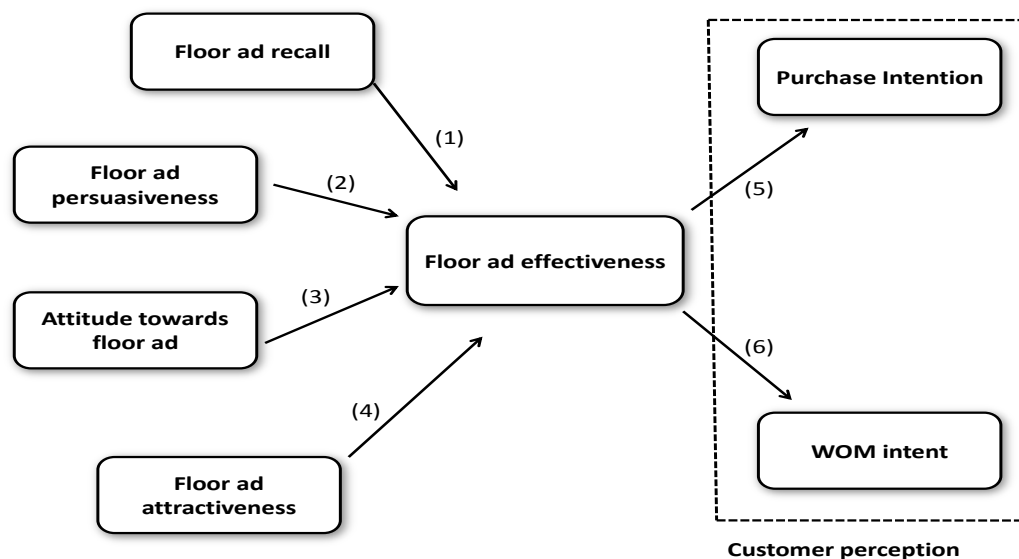 Floor ad recall
(1)
Floor ad
persuasiveness
(2)
Attitude towards
floor ad
(3)
Floor ad
attractiveness
(4)
Floor ad effectiveness
(5)
(6)
Purchase Intention
WOM intent
Customer perception